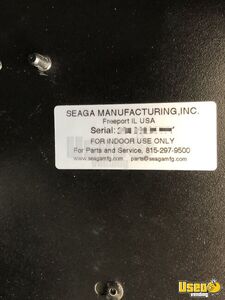 SEAGA MANUFACTURING,INC.
Freeport IL USA
Serial:
FOR INDOOR USE ONLY
For Parts and Service, 815-297-9500
www.seagamfg.com parts@seagamfg.com
Used
vending